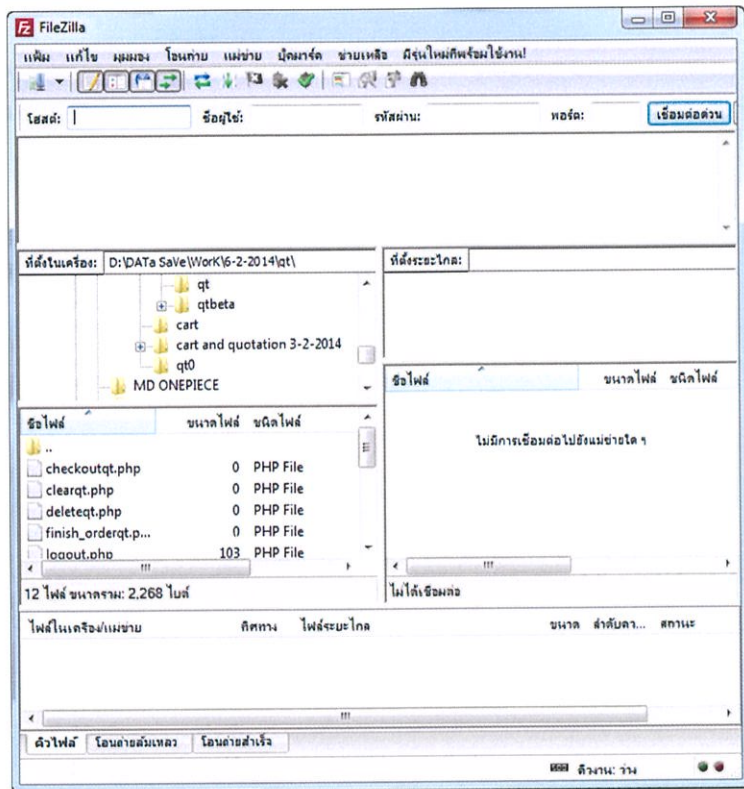 FileZilla
แฟ้ม แก้ไข มุมมอง โอนถ่าย แม่ข่าย บุ๊คมาร์ค ช่วยเหลือ มีรุ่นใหม่ที่พร้อมใช้งาน!
โฮสต์: ชื่อผู้ใช้: รหัสผ่าน: พอร์ต: เชื่อมต่อด่วน
ที่ตั้งในเครื่อง: D:\DATa SaVe\WorK\6-2-2014\qt\
qt
qtbeta
cart
cart and quotation 3-2-2014
qt0
MD ONEPIECE
ชื่อไฟล์ ขนาดไฟล์ ชนิดไฟล์
..
checkoutqt.php 0 PHP File
clearqt.php 0 PHP File
deleteqt.php 0 PHP File
finish_orderqt.p... 0 PHP File
logout.php 103 PHP File
12 ไฟล์ ขนาดรวม: 2,268 ไบต์
ที่ตั้งระยะไกล:
ชื่อไฟล์ ขนาดไฟล์ ชนิดไฟล์
ไม่มีการเชื่อมต่อไปยังแม่ข่ายใด ๆ
ไม่ได้เชื่อมต่อ
ไฟล์ในเครื่อง/แม่ข่าย ทิศทาง ไฟล์ระยะไกล ขนาด ลำดับคว... สถานะ
คิวไฟล์ โอนถ่ายล้มเหลว โอนถ่ายสำเร็จ
คิวงาน: ว่าง